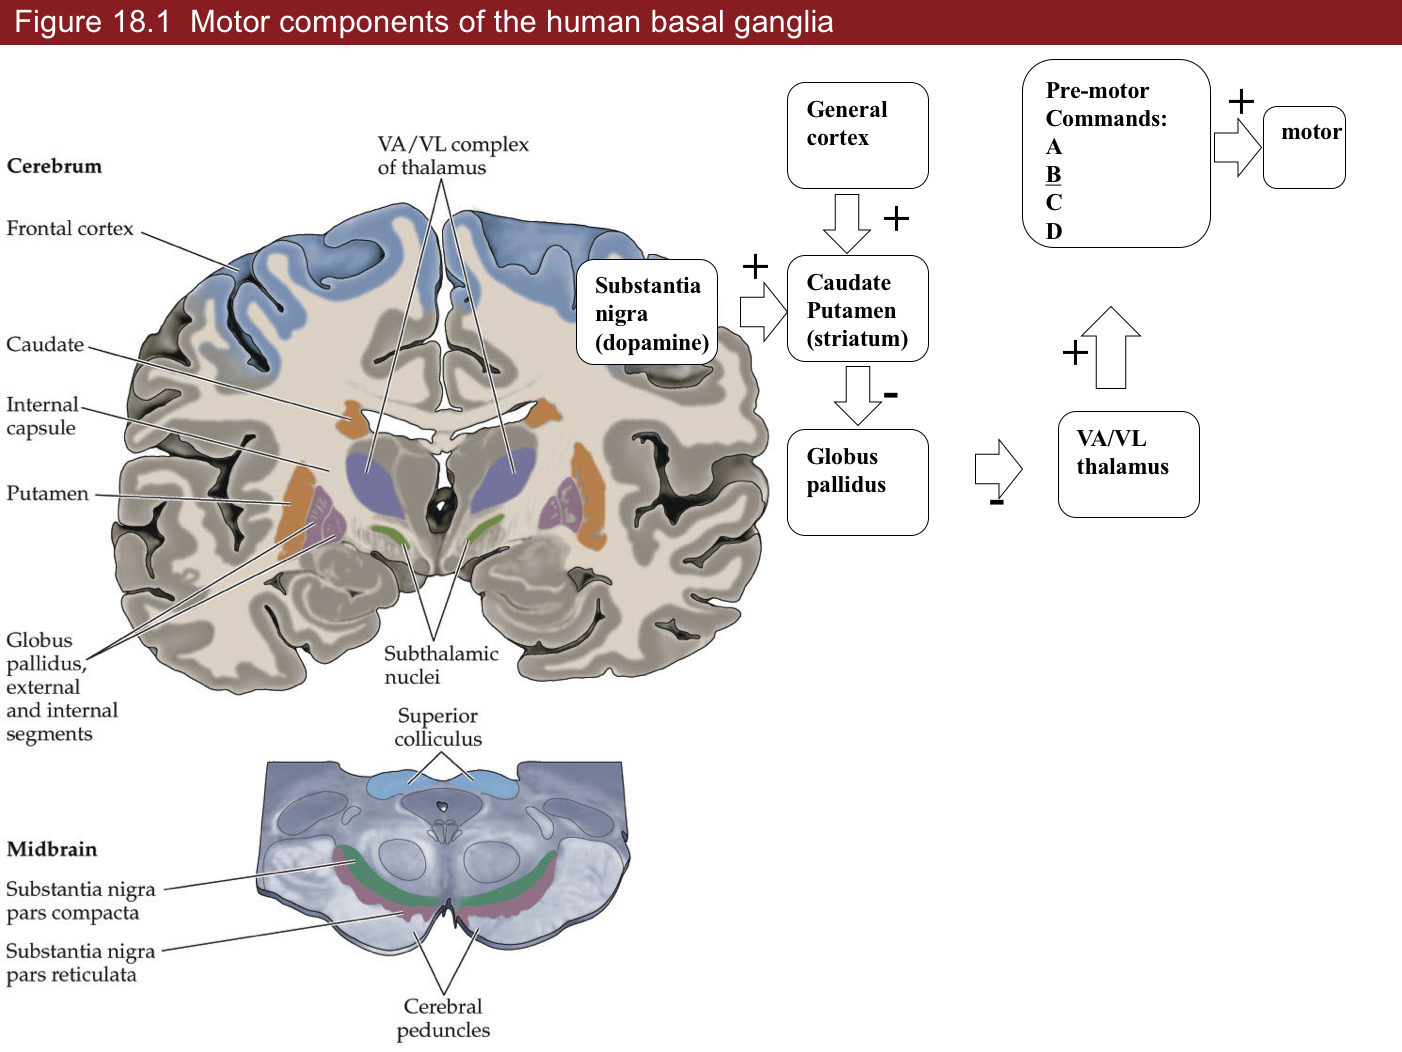 Figure 18.1  Motor components of the human basal ganglia
Cerebrum
Frontal cortex
Caudate
Internal
capsule
Putamen
Globus
pallidus,
external
and internal
segments
VA/VL complex
of thalamus
Subthalamic
nuclei
Superior
colliculus
Midbrain
Substantia nigra
pars compacta
Substantia nigra
pars reticulata
Cerebral
peduncles
General
cortex
+
Substantia
nigra
(dopamine)
+
Caudate
Putamen
(striatum)
-
Globus
pallidus
-
VA/VL
thalamus
+
Pre-motor
Commands:
A
B
C
D
+
motor